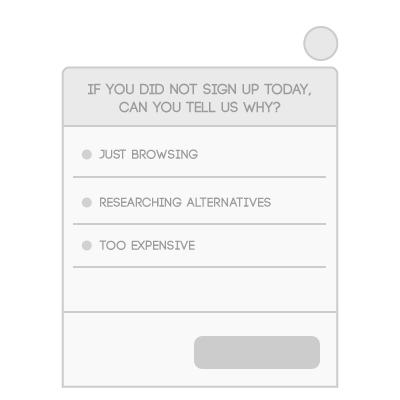 IF YOU DID NOT SIGN UP TODAY,
CAN YOU TELL US WHY?
JUST BROWSING
RESEARCHING ALTERNATIVES
TOO EXPENSIVE